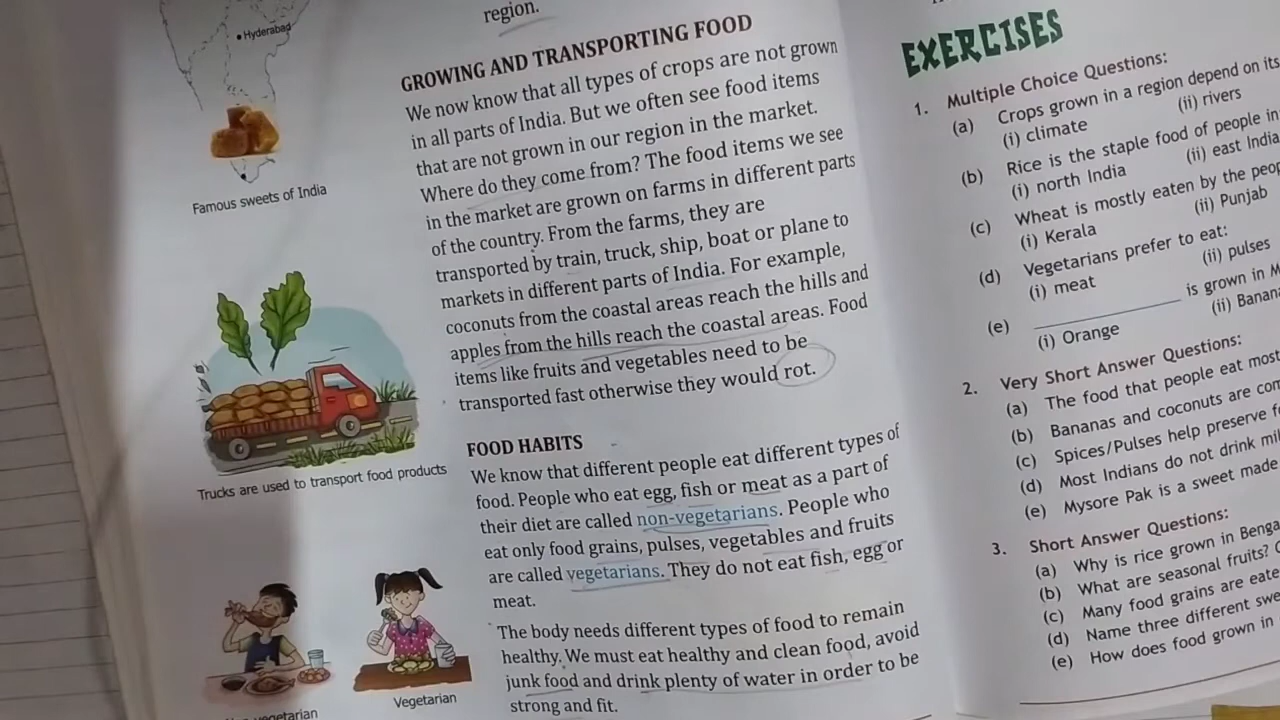 region.
• Hyderabad
Famous sweets of India
GROWING AND TRANSPORTING FOOD
We now know that all types of crops are not grown
in all parts of India. But we often see food items
that are not grown in our region in the market.
Where do they come from? The food items we see
in the market are grown on farms in different parts
of the country. From the farms, they are
transported by train, truck, ship, boat or plane to
markets in different parts of India. For example,
coconuts from the coastal areas reach the hills and
apples from the hills reach the coastal areas. Food
items like fruits and vegetables need to be
transported fast otherwise they would rot.
Trucks are used to transport food products
FOOD HABITS
We know that different people eat different types of
food. People who eat egg, fish or meat as a part of
their diet are called non-vegetarians. People who
eat only food grains, pulses, vegetables and fruits
are called vegetarians. They do not eat fish, egg or
meat.
The body needs different types of food to remain
healthy. We must eat healthy and clean food, avoid
junk food and drink plenty of water in order to be
strong and fit.
Vegetarian
EXERCISES
1. Multiple Choice Questions:
(a) Crops grown in a region depend on its
(i) climate (ii) rivers
(b) Rice is the staple food of people in
(i) north India (ii) east India
(c) Wheat is mostly eaten by the
(i) Kerala (ii) Punjab
(d) Vegetarians prefer to eat:
(i) meat (ii) pulses
(e) __________ is grown in
(i) Orange (ii)
2. Very Short Answer Questions:
(a) The food that people eat most
(b) Bananas and coconuts are
(c) Spices/Pulses help preserve
(d) Most Indians do not drink
(e) Mysore Pak is a sweet made
3. Short Answer Questions:
(a) Why is rice grown in
(b) What are seasonal fruits?
(c) Many food grains are
(d) Name three different
(e) How does food grown in